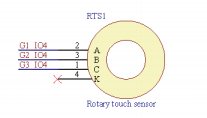 RTS1
G1 IO4 2 A
G2 IO4 3 B
G3 IO4 1 C
4 K
Rotary touch sensor